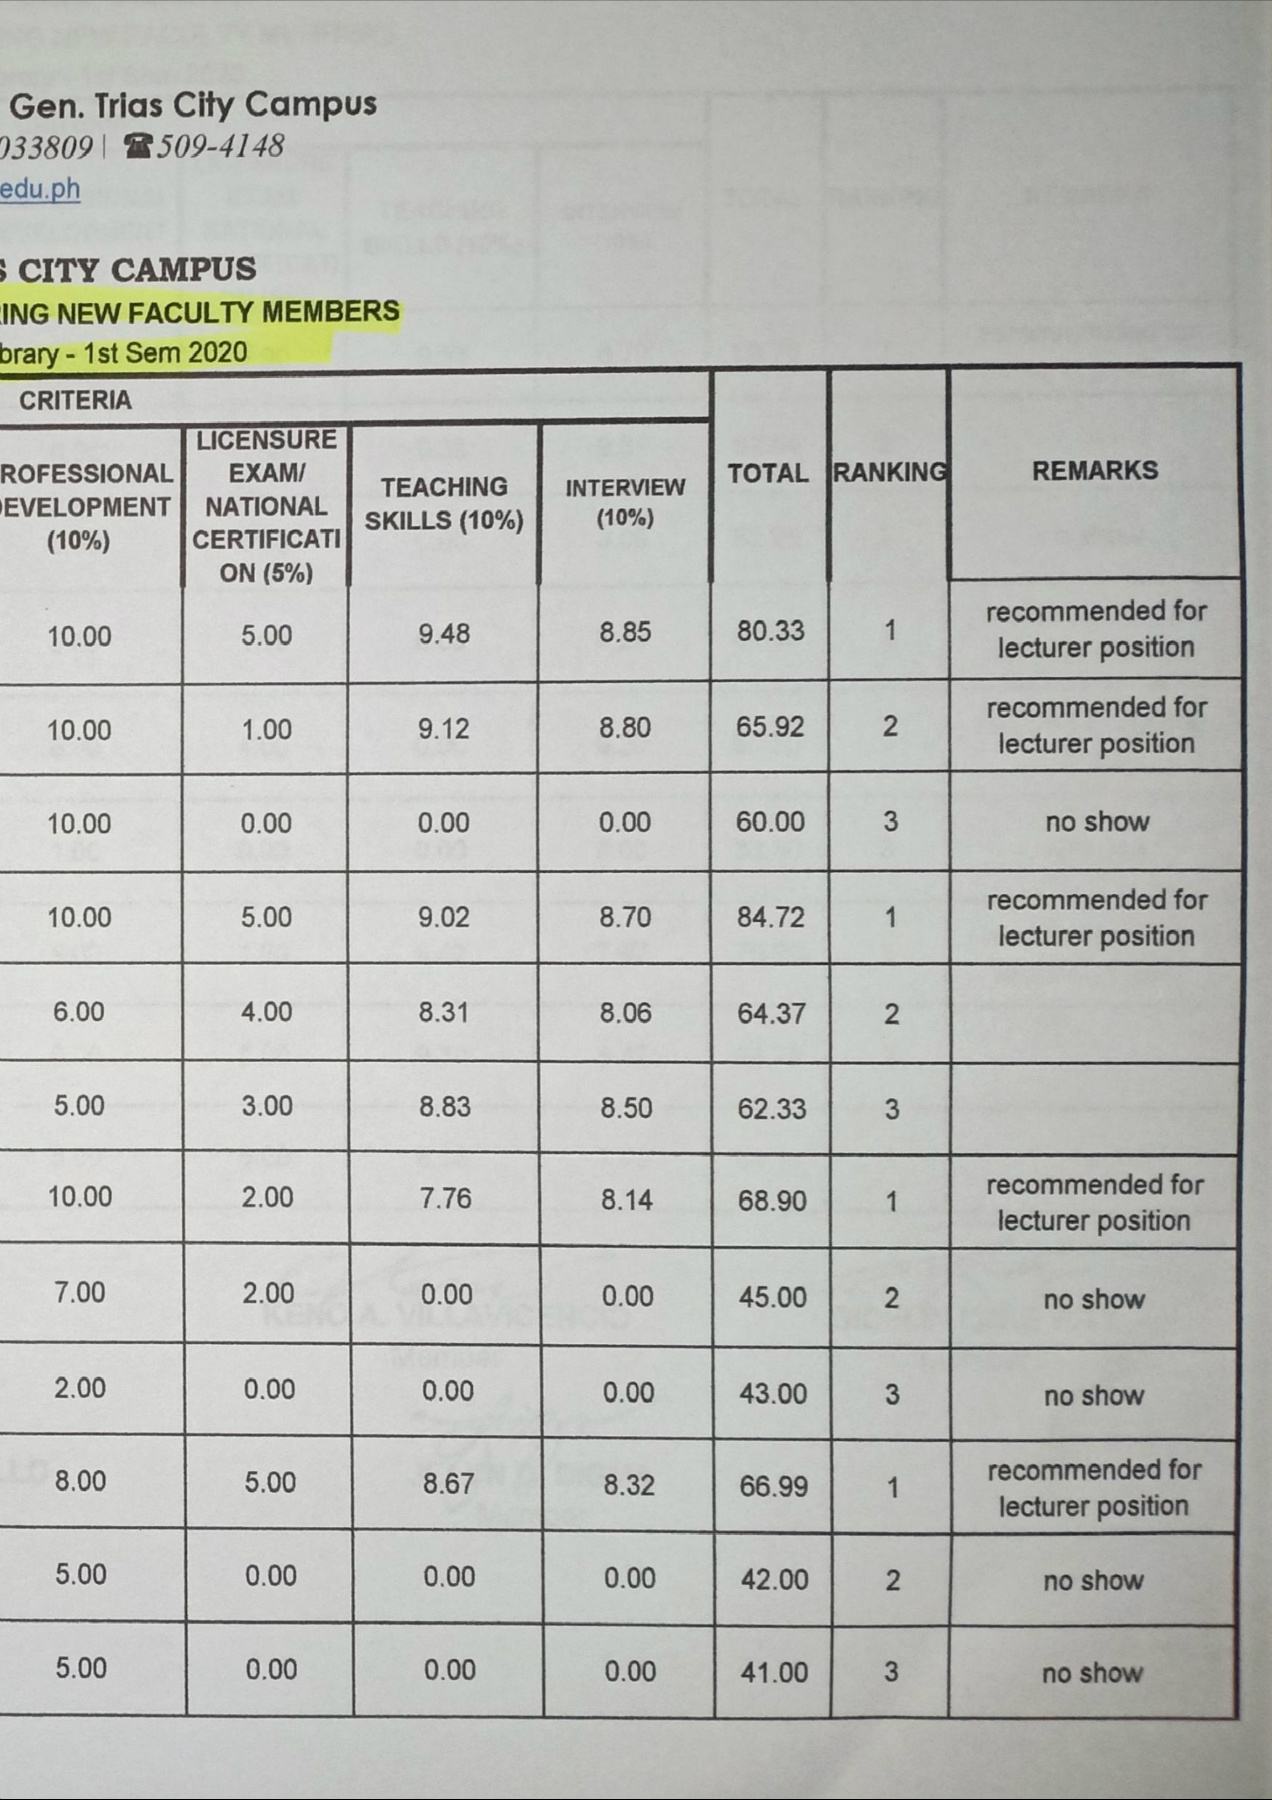 Gen. Trias City Campus
033809 | ☎509-4148
edu.ph
CITY CAMPUS
NEW FACULTY MEMBERS
- 1st Sem 2020
CRITERIA
ROFESSIONAL
EVELOPMENT
(10%)
LICENSURE
EXAM/
NATIONAL
CERTIFICATI
ON (5%)
TEACHING
SKILLS (10%)
INTERVIEW
(10%)
TOTAL
RANKING
REMARKS
10.00 5.00 9.48 8.85 80.33 1 recommended for
lecturer position
10.00 1.00 9.12 8.80 65.92 2 recommended for
lecturer position
10.00 0.00 0.00 0.00 60.00 3 no show
10.00 5.00 9.02 8.70 84.72 1 recommended for
lecturer position
6.00 4.00 8.31 8.06 64.37 2
5.00 3.00 8.83 8.50 62.33 3
10.00 2.00 7.76 8.14 68.90 1 recommended for
lecturer position
7.00 2.00 0.00 0.00 45.00 2 no show
2.00 0.00 0.00 0.00 43.00 3 no show
8.00 5.00 8.67 8.32 66.99 1 recommended for
lecturer position
5.00 0.00 0.00 0.00 42.00 2 no show
5.00 0.00 0.00 0.00 41.00 3 no show